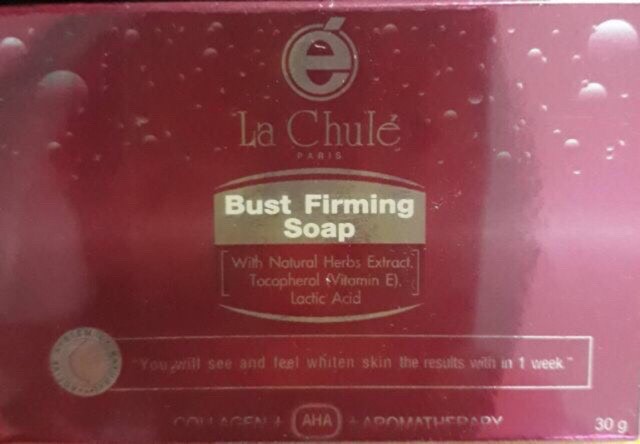 é
La Chulé
PARIS
Bust Firming
Soap
With Natural Herbs Extract,
Tocopherol (Vitamin E),
Lactic Acid
"You will see and feel whiten skin the results with in 1 week"
COLLAGEN + AHA + AROMATHERAPY
30 g